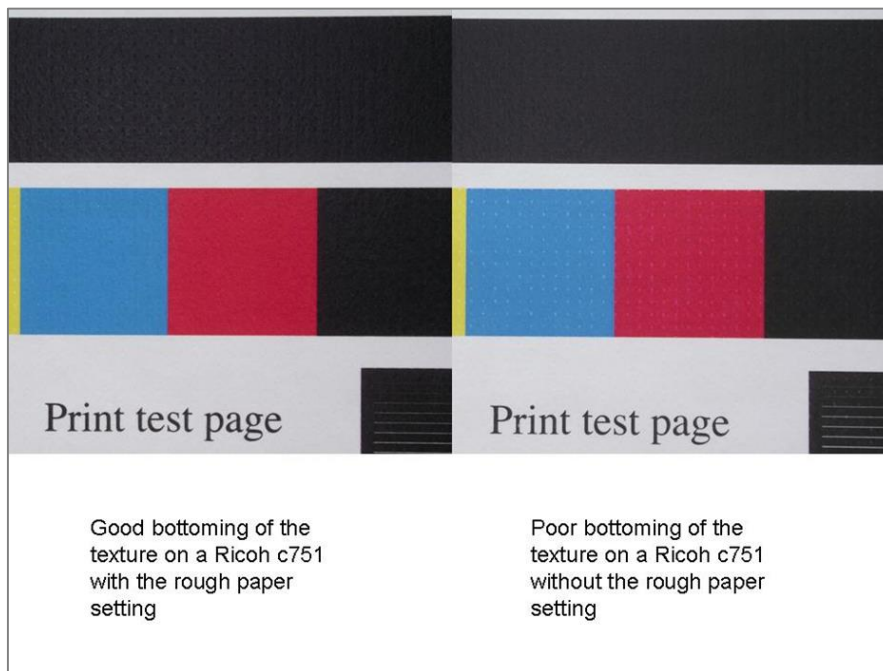 Print test page
Print test page
Good bottoming of the
texture on a Ricoh c751
with the rough paper
setting
Poor bottoming of the
texture on a Ricoh c751
without the rough paper
setting